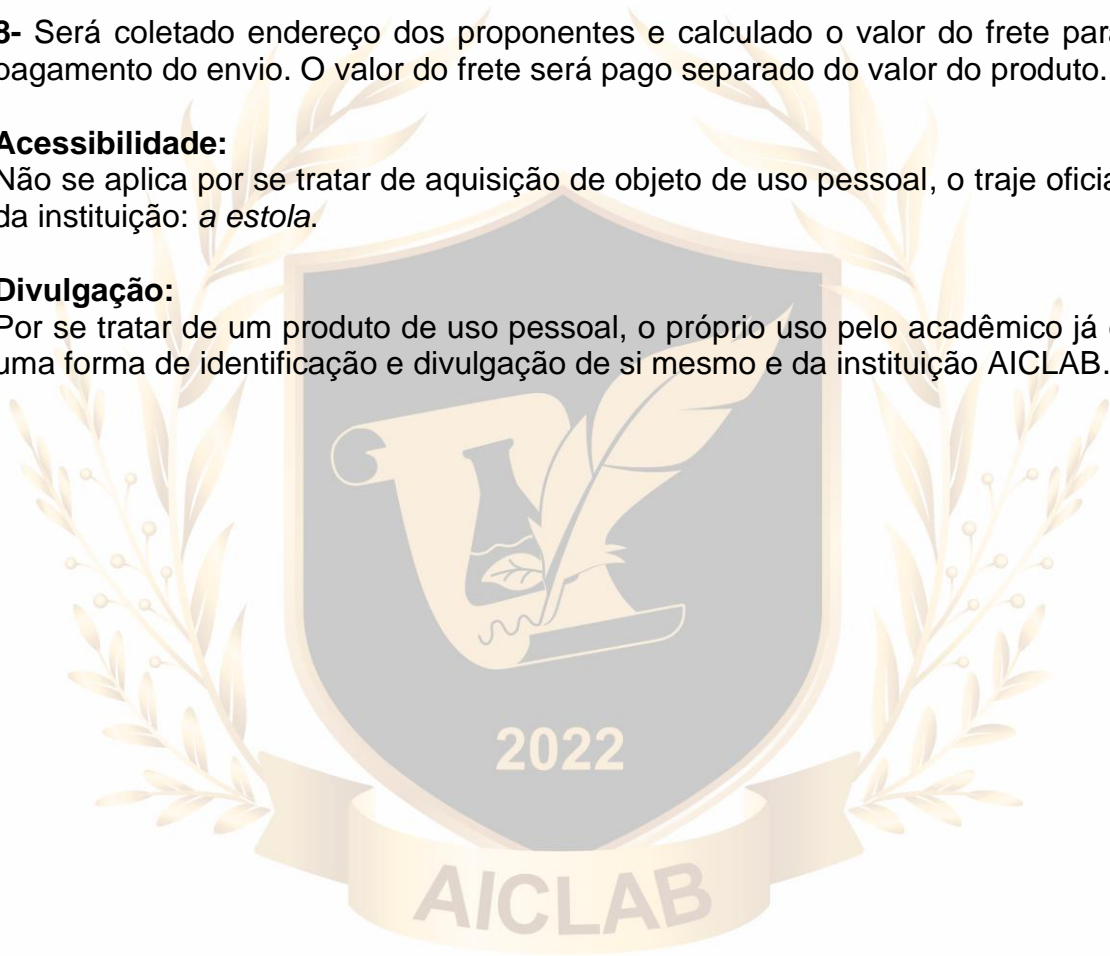 8- Será coletado endereço dos proponentes e calculado o valor do frete para
pagamento do envio. O valor do frete será pago separado do valor do produto.
Acessibilidade:
Não se aplica por se tratar de aquisição de objeto de uso pessoal, o traje oficial
da instituição: a estola.
Divulgação:
Por se tratar de um produto de uso pessoal, o próprio uso pelo acadêmico já é
uma forma de identificação e divulgação de si mesmo e da instituição AICLAB.
2022
AICLAB